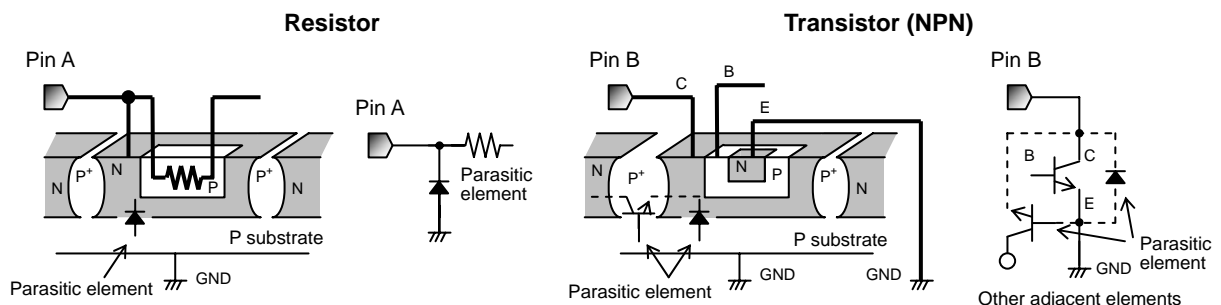 Resistor
Transistor (NPN)
Pin A
Pin A
N
P+
N
P
P+
N
Parasitic
element
P substrate
GND
Parasitic element
Pin B
C
B
E
N
P+
N
P
P+
N
P substrate
GND
GND
Parasitic element
Pin B
B
C
E
GND
Parasitic
element
Other adjacent elements